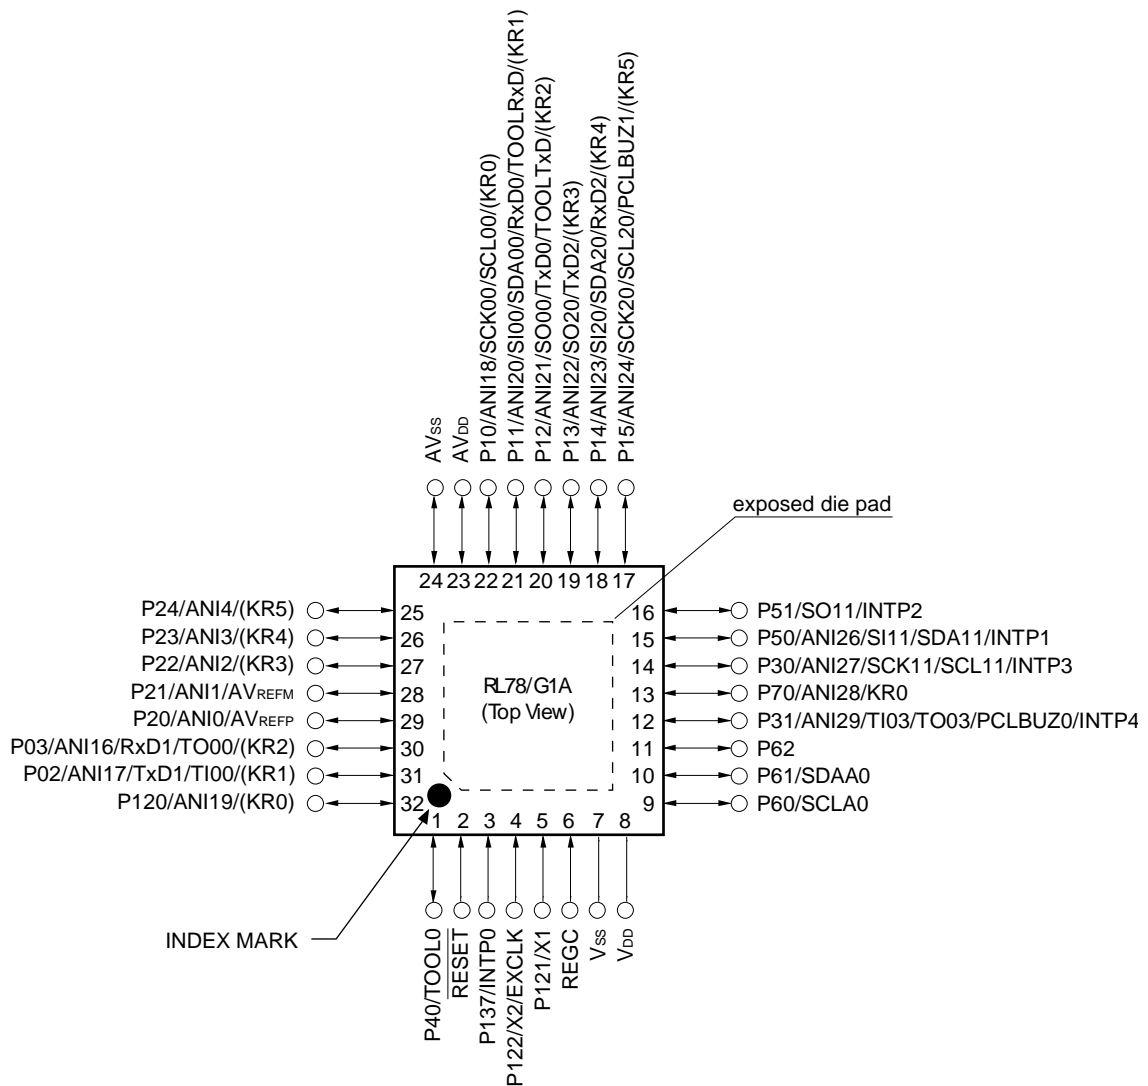 AVSS
AVDD
P10/ANI18/SCK00/SCL00/(KR0)
P11/ANI20/SI00/SDA00/RxD0/TOOLRxD/(KR1)
P12/ANI21/SO00/TxD0/TOOLTxD/(KR2)
P13/ANI22/SO20/TxD2/(KR3)
P14/ANI23/SI20/SDA20/RxD2/(KR4)
P15/ANI24/SCK20/SCL20/PCLBUZ1/(KR5)
exposed die pad
24 23 22 21 20 19 18 17
P24/ANI4/(KR5) 25
P23/ANI3/(KR4) 26
P22/ANI2/(KR3) 27
P21/ANI1/AVREFM 28
P20/ANI0/AVREFP 29
P03/ANI16/RxD1/TO00/(KR2) 30
P02/ANI17/TxD1/TI00/(KR1) 31
P120/ANI19/(KR0) 32
RL78/G1A
(Top View)
16 P51/SO11/INTP2
15 P50/ANI26/SI11/SDA11/INTP1
14 P30/ANI27/SCK11/SCL11/INTP3
13 P70/ANI28/KR0
12 P31/ANI29/TI03/TO03/PCLBUZ0/INTP4
11 P62
10 P61/SDAA0
9 P60/SCLA0
1 2 3 4 5 6 7 8
INDEX MARK
P40/TOOL0
RESET
P137/INTP0
P122/X2/EXCLK
P121/X1
REGC
VSS
VDD